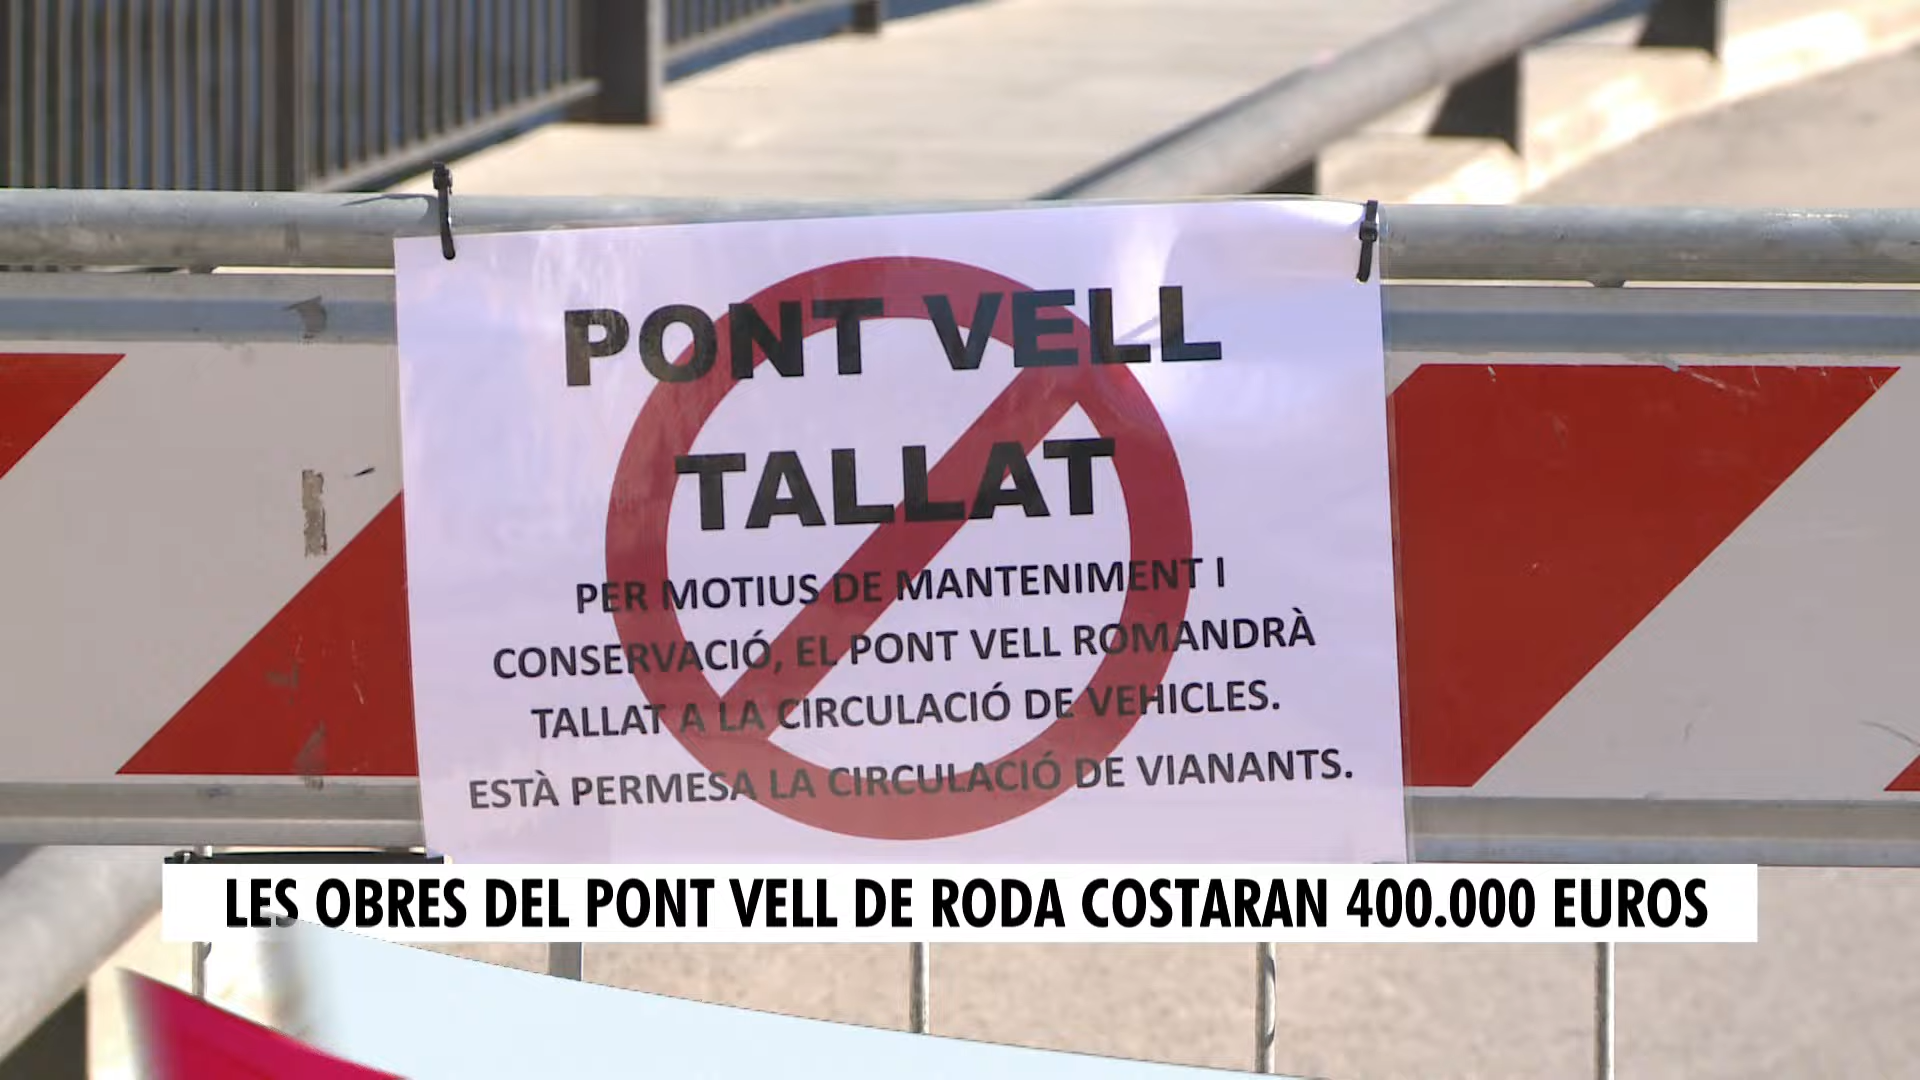 PONT VELL
TALLAT
PER MOTIUS DE MANTENIMENT I
CONSERVACIÓ, EL PONT VELL ROMANDRÀ
TALLAT A LA CIRCULACIÓ DE VEHICLES.
ESTÀ PERMESA LA CIRCULACIÓ DE VIANANTS.
LES OBRES DEL PONT VELL DE RODA COSTARAN 400.000 EUROS